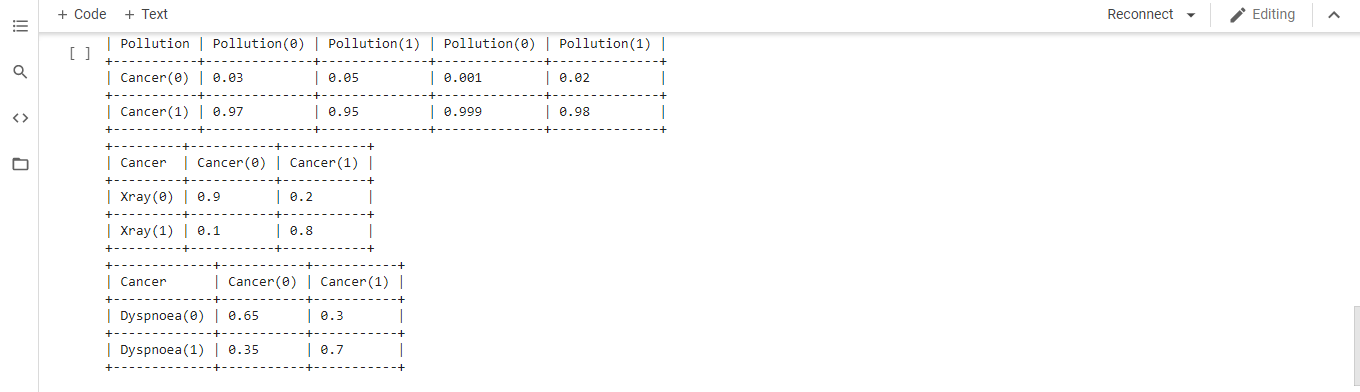 + Code + Text Reconnect Editing
[ ] | Pollution | Pollution(0) | Pollution(1) | Pollution(0) | Pollution(1) |
+-----------+--------------+--------------+--------------+--------------+
| Cancer(0) | 0.03         | 0.05         | 0.001        | 0.02         |
+-----------+--------------+--------------+--------------+--------------+
| Cancer(1) | 0.97         | 0.95         | 0.999        | 0.98         |
+-----------+--------------+--------------+--------------+--------------+
+---------+-----------+-----------+
| Cancer  | Cancer(0) | Cancer(1) |
+---------+-----------+-----------+
| Xray(0) | 0.9       | 0.2       |
+---------+-----------+-----------+
| Xray(1) | 0.1       | 0.8       |
+---------+-----------+-----------+
+-------------+-----------+-----------+
| Cancer      | Cancer(0) | Cancer(1) |
+-------------+-----------+-----------+
| Dyspnoea(0) | 0.65      | 0.3       |
+-------------+-----------+-----------+
| Dyspnoea(1) | 0.35      | 0.7       |
+-------------+-----------+-----------+